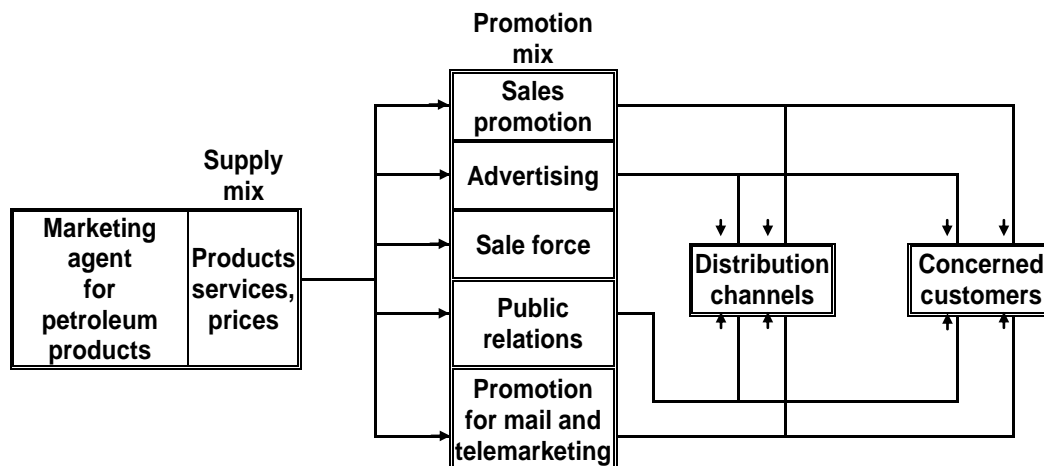 Promotion
mix
Sales
promotion
Advertising
Sale force
Public
relations
Promotion
for mail and
telemarketing
Supply
mix
Marketing
agent
for
petroleum
products
Products
services,
prices
Distribution
channels
Concerned
customers